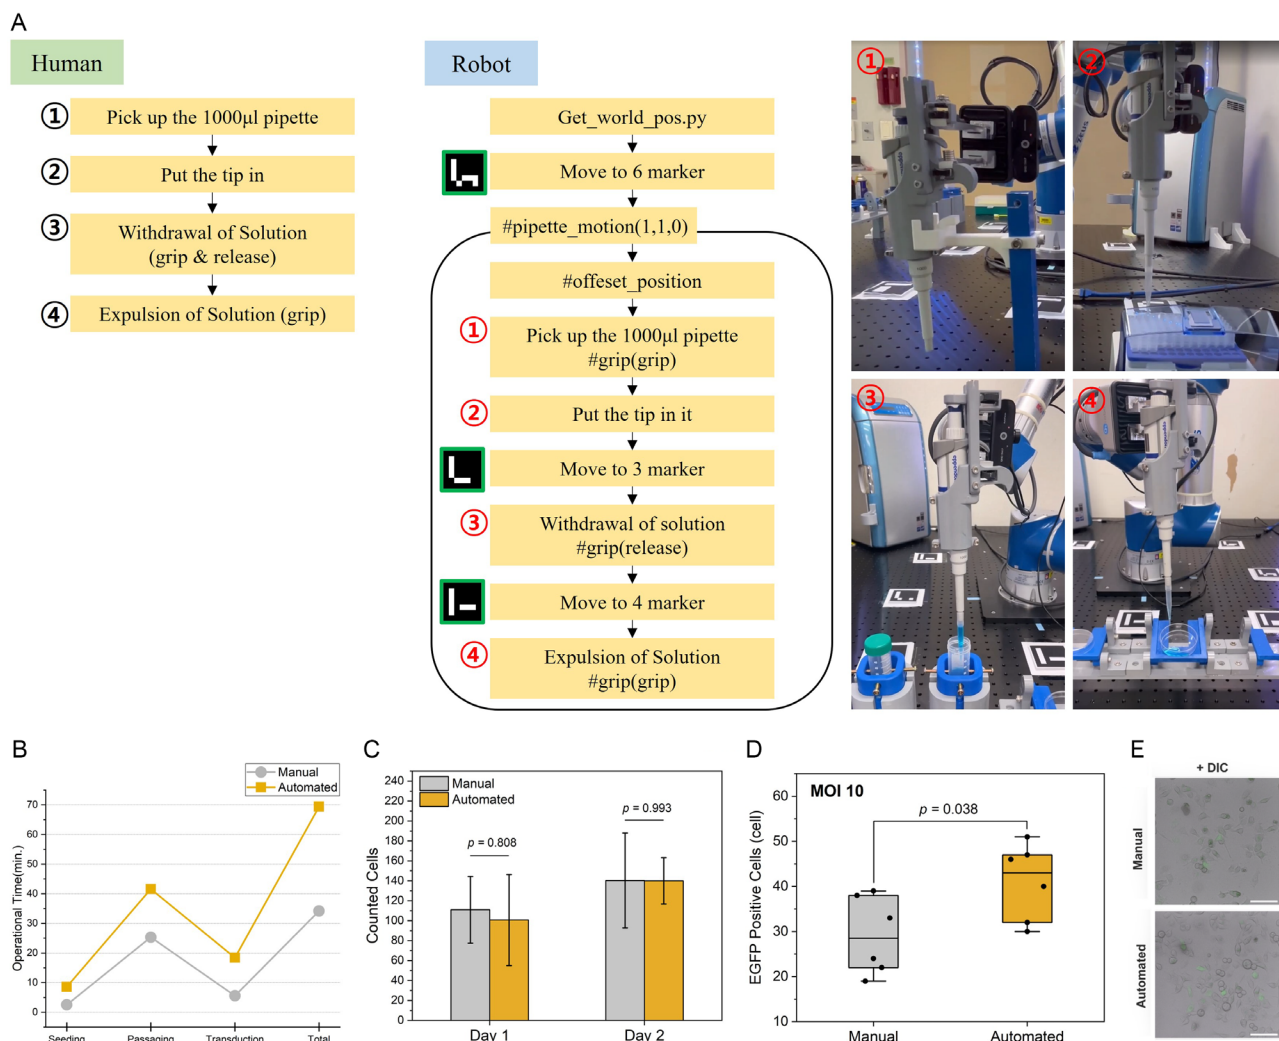 A
Human
① Pick up the 1000µl pipette
② Put the tip in
③ Withdrawal of Solution
(grip & release)
④ Expulsion of Solution (grip)
Robot
Get_world_pos.py
Move to 6 marker
#pipette_motion(1,1,0)
#offeset_position
① Pick up the 1000µl pipette
#grip(grip)
② Put the tip in it
Move to 3 marker
③ Withdrawal of solution
#grip(release)
Move to 4 marker
④ Expulsion of Solution
#grip(grip)
①
②
③
④
B
Manual
Automated
Operational Time(min.)
70
60
50
40
30
20
10
0
Seeding Passaging Transduction Total
C
Manual
Automated
Counted Cells
240
220
200
180
160
140
120
100
80
60
40
20
0
p = 0.808
p = 0.993
Day 1 Day 2
D
MOI 10
p = 0.038
EGFP Positive Cells (cell)
60
50
40
30
20
10
Manual Automated
E
+ DIC
Manual
Automated